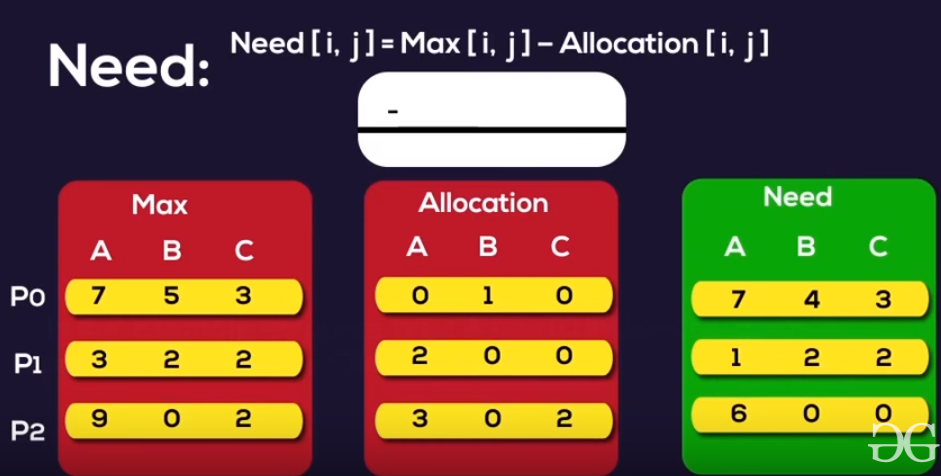 Need:
Need [ i, j ] = Max [ i, j ] – Allocation [ i, j ]
-
Max
A B C
Allocation
A B C
Need
A B C
P0 7 5 3 0 1 0 7 4 3
P1 3 2 2 2 0 0 1 2 2
P2 9 0 2 3 0 2 6 0 0
GG